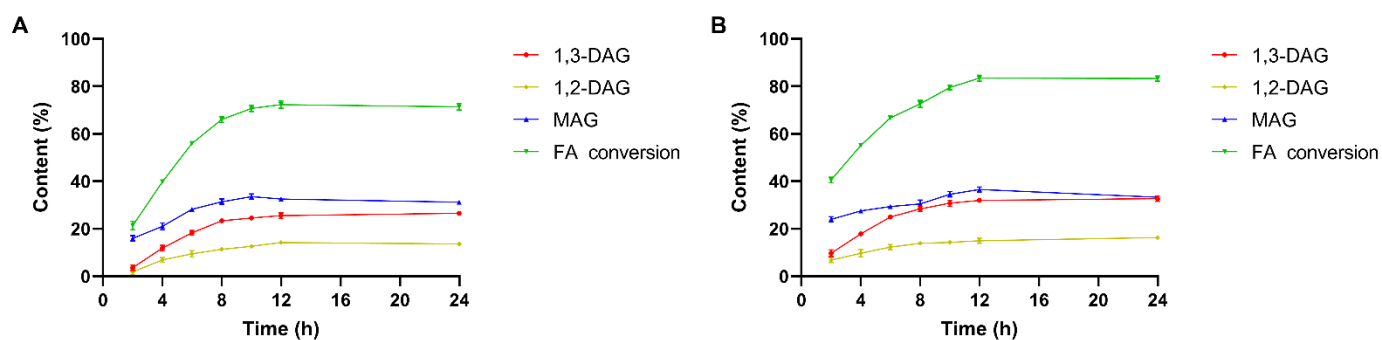 A
Content (%)
100
80
60
40
20
0
0 4 8 12 16 20 24
Time (h)
1,3-DAG
1,2-DAG
MAG
FA conversion
B
Content (%)
100
80
60
40
20
0
0 4 8 12 16 20 24
Time (h)
1,3-DAG
1,2-DAG
MAG
FA conversion